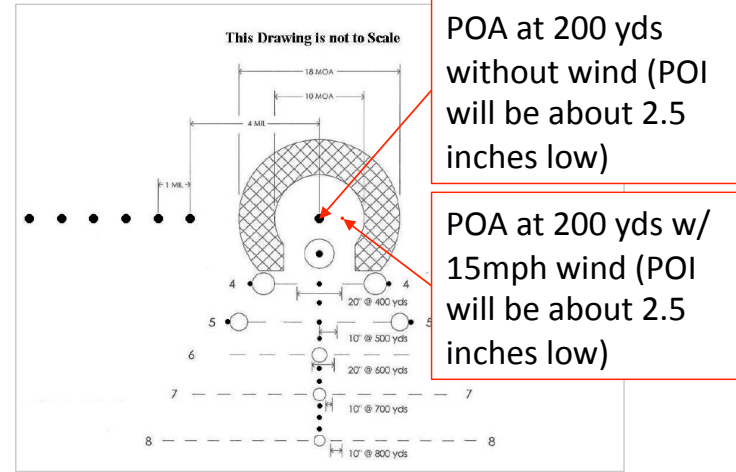 This Drawing is not to Scale
18 MOA
10 MOA
4 MIL
1 MIL
POA at 200 yds
without wind (POI
will be about 2.5
inches low)
POA at 200 yds w/
15mph wind (POI
will be about 2.5
inches low)
4 4
20" @ 400 yds
5 5
10" @ 500 yds
6
20" @ 600 yds
7 7
10" @ 700 yds
8 8
10" @ 800 yds